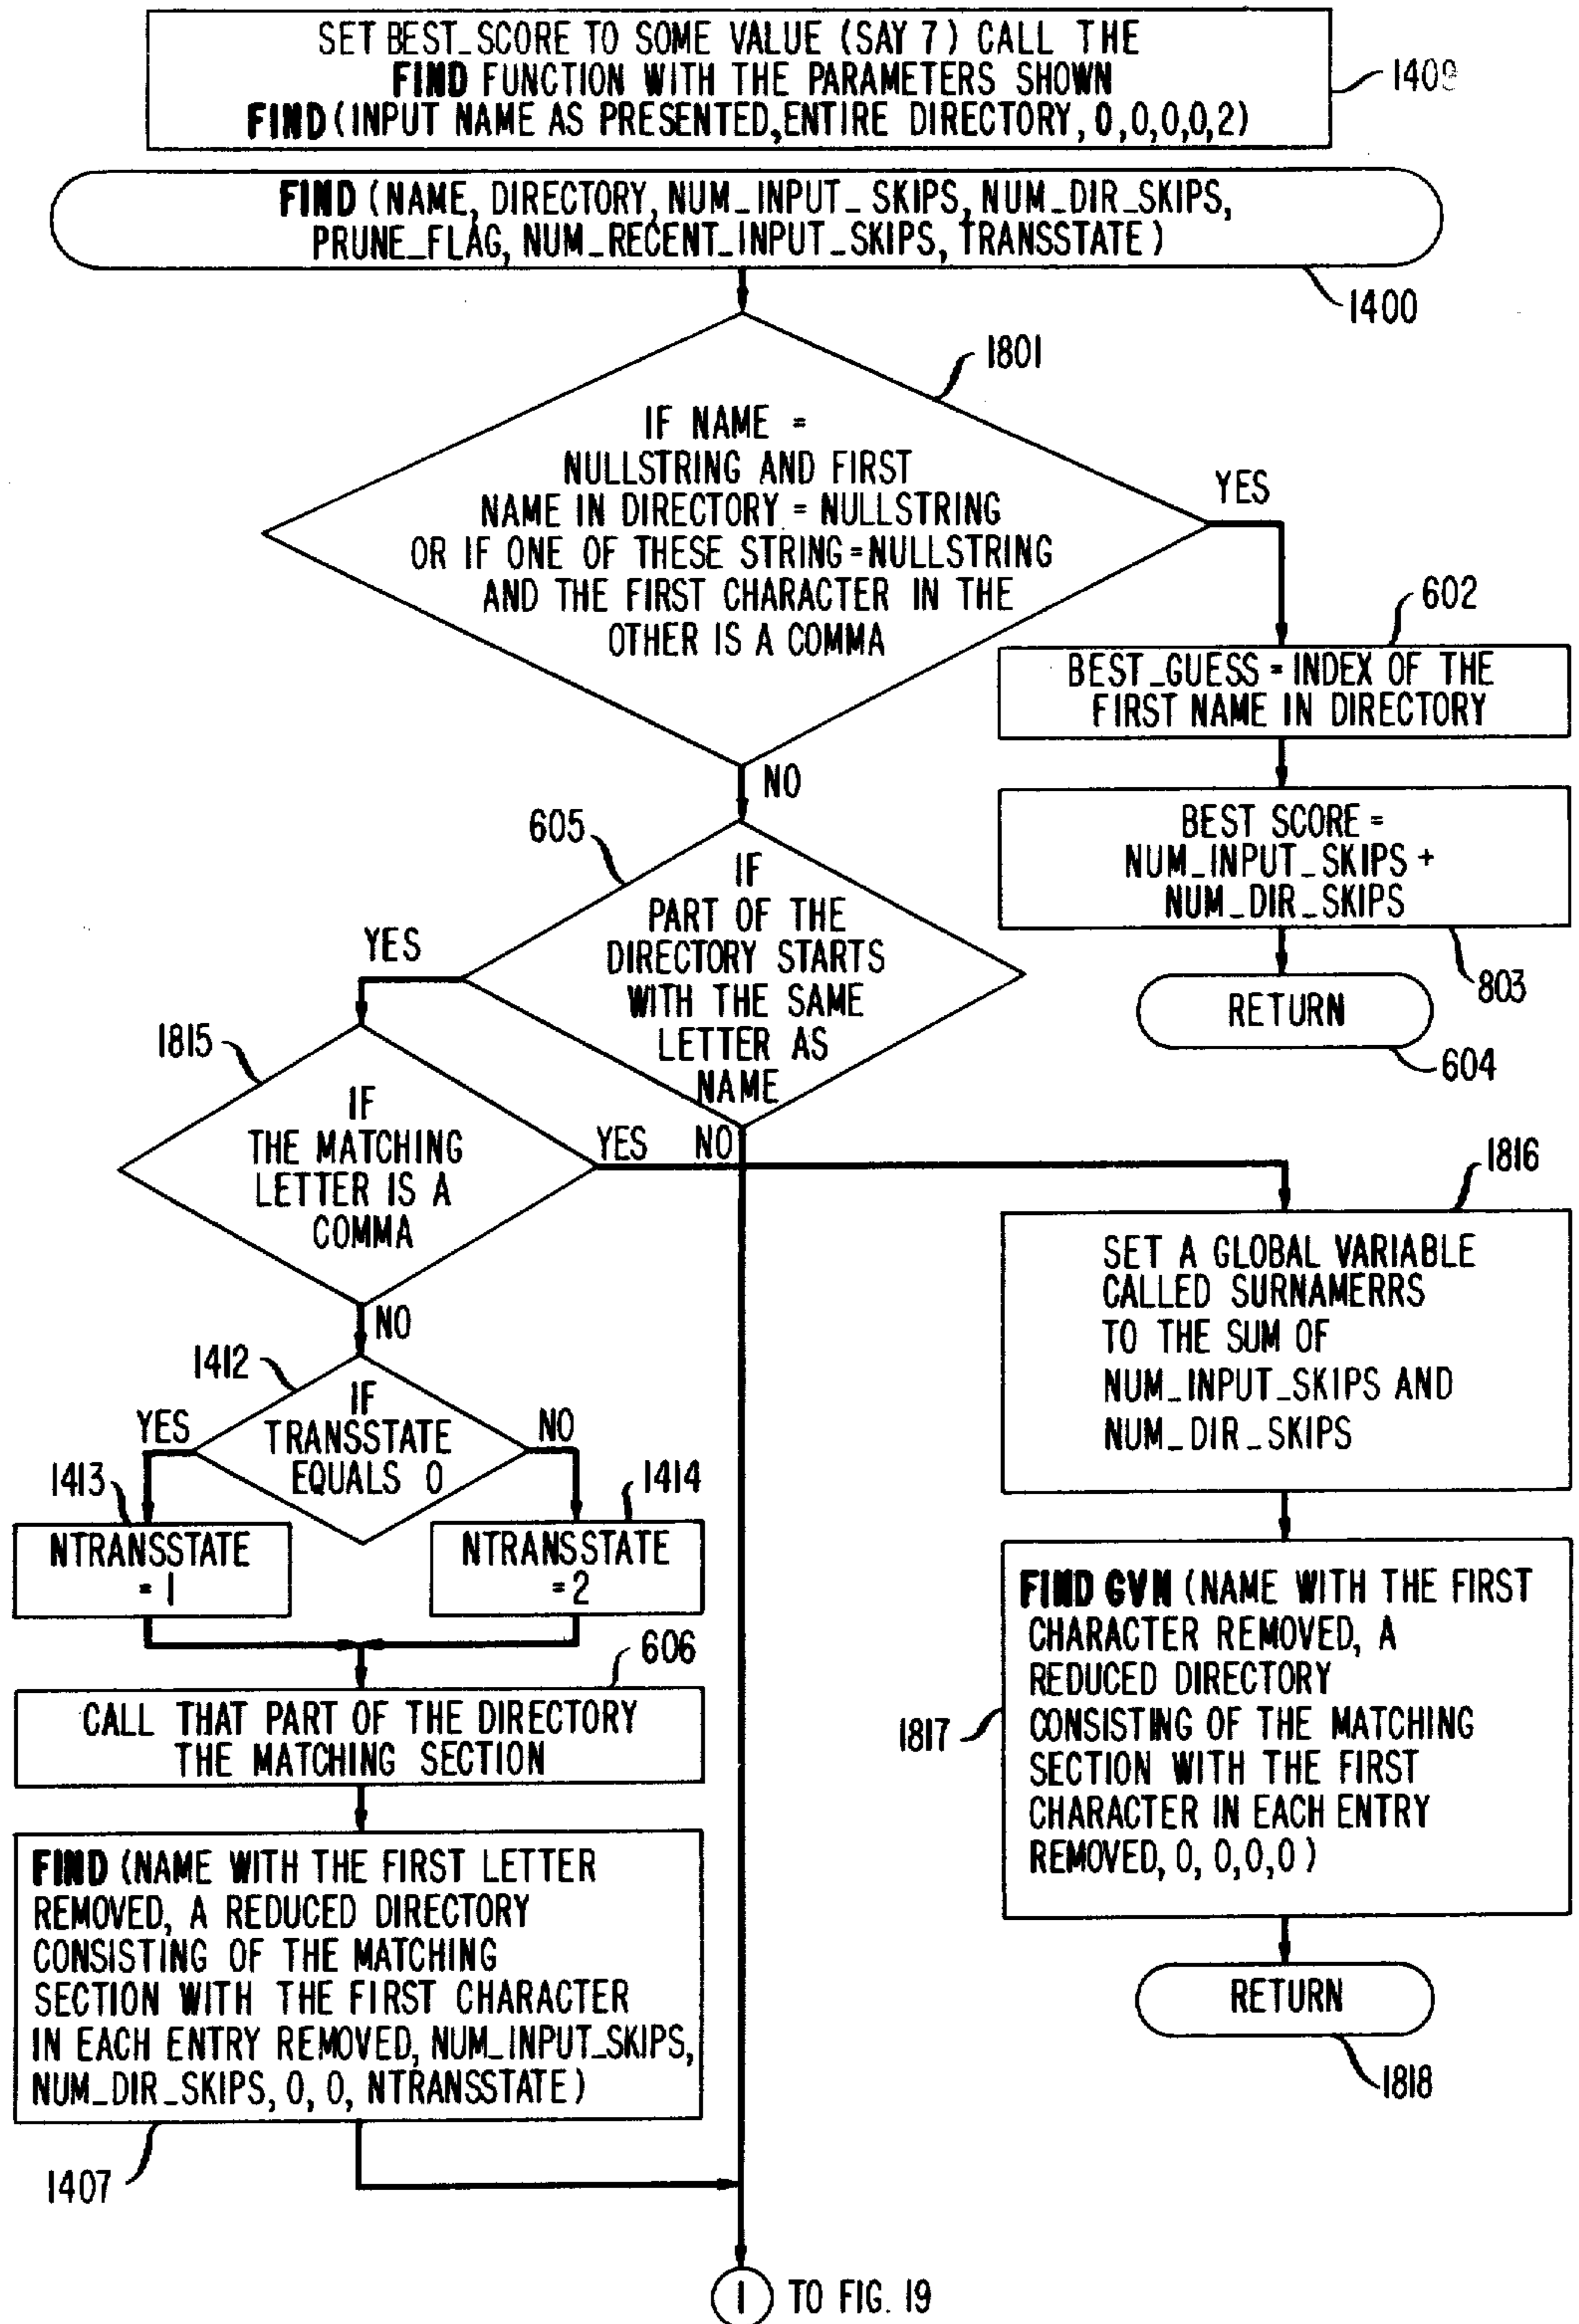 SET BEST_SCORE TO SOME VALUE (SAY 7) CALL THE
FIND FUNCTION WITH THE PARAMETERS SHOWN
FIND (INPUT NAME AS PRESENTED, ENTIRE DIRECTORY, 0,0,0,0,2)
1409
FIND (NAME, DIRECTORY, NUM_INPUT_SKIPS, NUM_DIR_SKIPS,
PRUNE_FLAG, NUM_RECENT_INPUT_SKIPS, TRANSSTATE)
1400
1801
IF NAME =
NULLSTRING AND FIRST
NAME IN DIRECTORY = NULLSTRING
OR IF ONE OF THESE STRING=NULLSTRING
AND THE FIRST CHARACTER IN THE
OTHER IS A COMMA
YES
602
BEST_GUESS = INDEX OF THE
FIRST NAME IN DIRECTORY
NO
BEST SCORE =
NUM_INPUT_SKIPS +
NUM_DIR_SKIPS
803
RETURN
604
605
IF
PART OF THE
DIRECTORY STARTS
WITH THE SAME
LETTER AS
NAME
YES
NO
1815
IF
THE MATCHING
LETTER IS A
COMMA
YES
1816
SET A GLOBAL VARIABLE
CALLED SURNAMERRS
TO THE SUM OF
NUM_INPUT_SKIPS AND
NUM_DIR_SKIPS
NO
1412
IF
TRANSSTATE
EQUALS 0
YES
NO
1413
NTRANSSTATE
= 1
1414
NTRANSSTATE
= 2
606
CALL THAT PART OF THE DIRECTORY
THE MATCHING SECTION
FIND GVN (NAME WITH THE FIRST
CHARACTER REMOVED, A
REDUCED DIRECTORY
CONSISTING OF THE MATCHING
SECTION WITH THE FIRST
CHARACTER IN EACH ENTRY
REMOVED, 0, 0,0,0)
1817
RETURN
1818
FIND (NAME WITH THE FIRST LETTER
REMOVED, A REDUCED DIRECTORY
CONSISTING OF THE MATCHING
SECTION WITH THE FIRST CHARACTER
IN EACH ENTRY REMOVED, NUM_INPUT_SKIPS,
NUM_DIR_SKIPS, 0, 0, NTRANSSTATE)
1407
1 TO FIG. 19